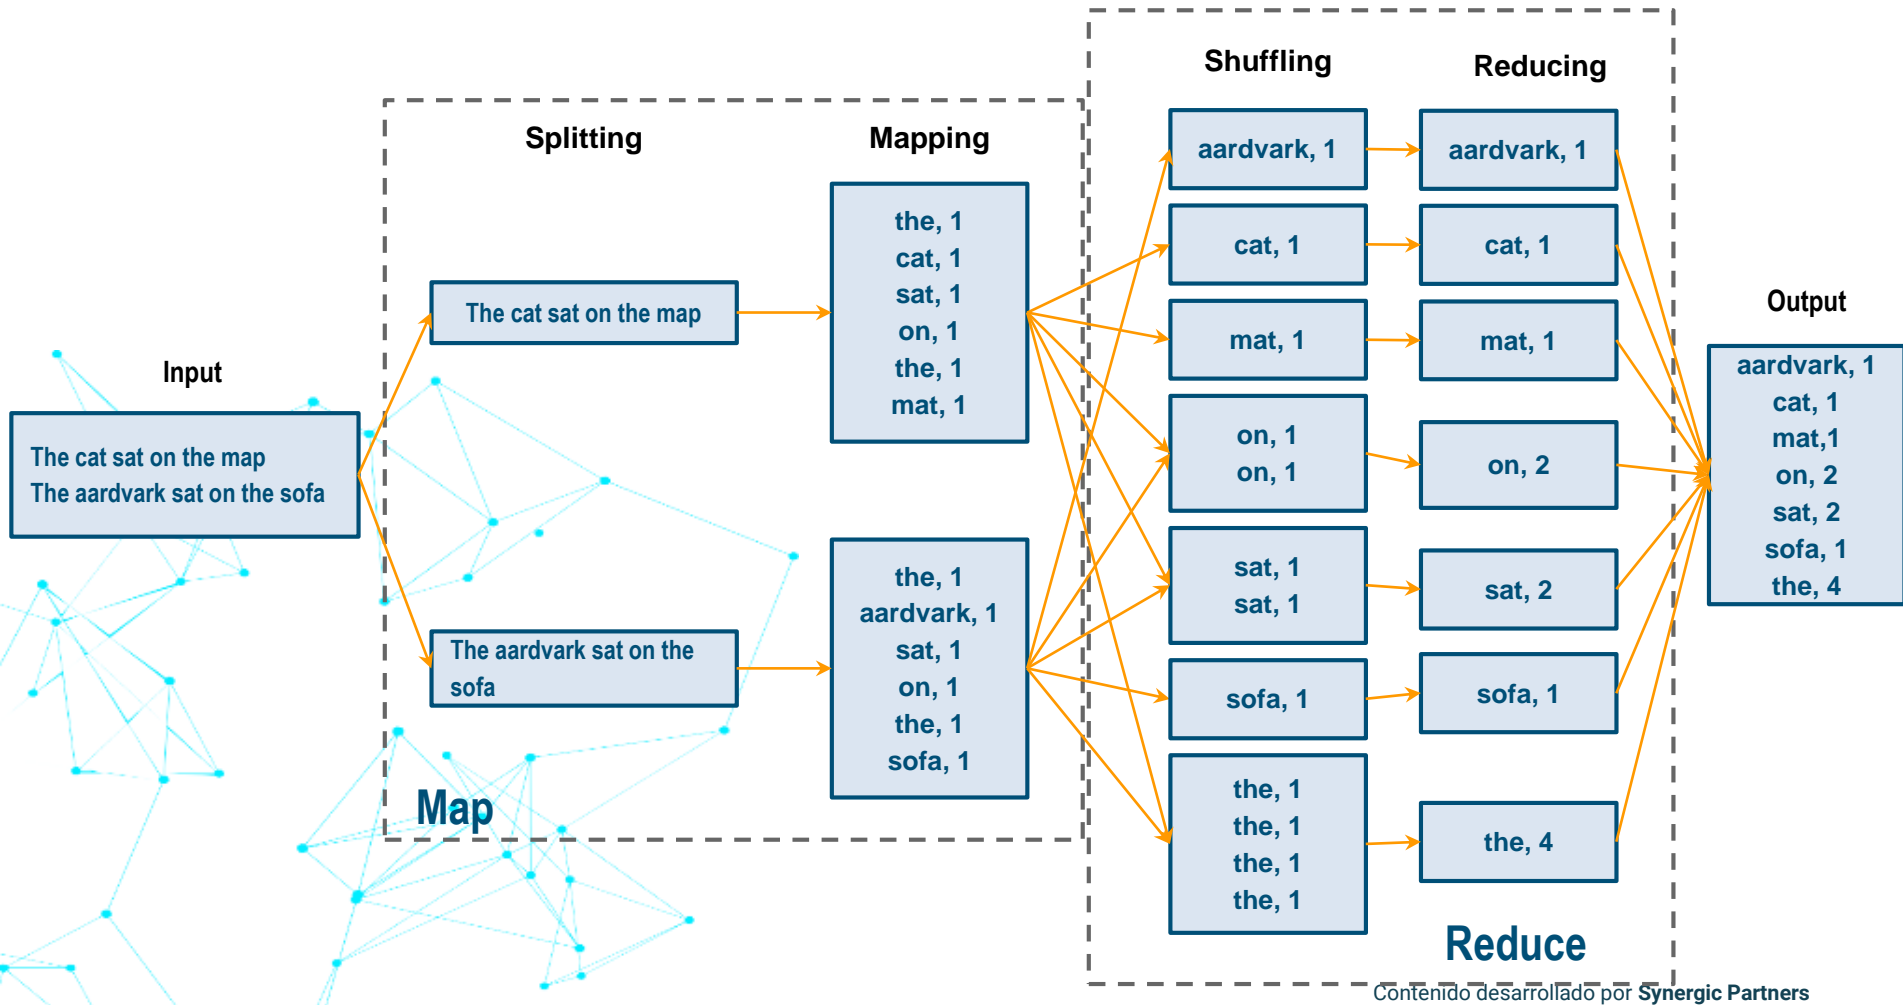 Input
The cat sat on the map
The aardvark sat on the sofa
Splitting
The cat sat on the map
The aardvark sat on the
sofa
Mapping
the, 1
cat, 1
sat, 1
on, 1
the, 1
mat, 1
the, 1
aardvark, 1
sat, 1
on, 1
the, 1
sofa, 1
Map
Shuffling
aardvark, 1
cat, 1
mat, 1
on, 1
on, 1
sat, 1
sat, 1
sofa, 1
the, 1
the, 1
the, 1
the, 1
Reducing
aardvark, 1
cat, 1
mat, 1
on, 2
sat, 2
sofa, 1
the, 4
Reduce
Output
aardvark, 1
cat, 1
mat,1
on, 2
sat, 2
sofa, 1
the, 4
Contenido desarrollado por Synergic Partners